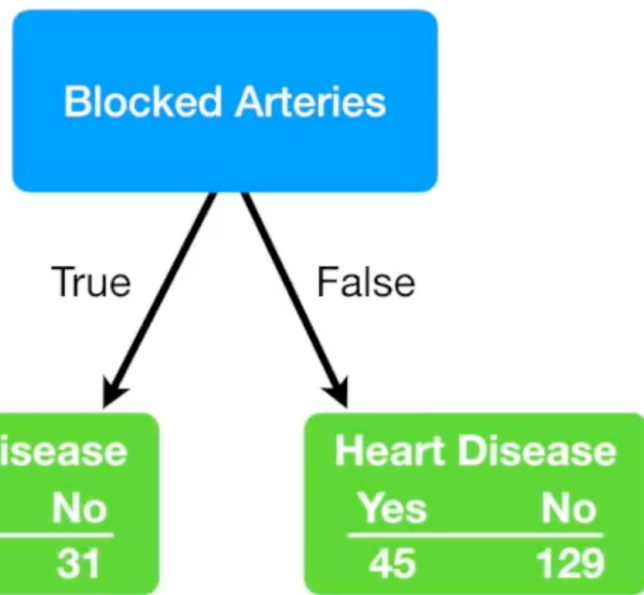 Blocked Arteries
True
False
isease
No
31
Heart Disease
Yes No
45 129